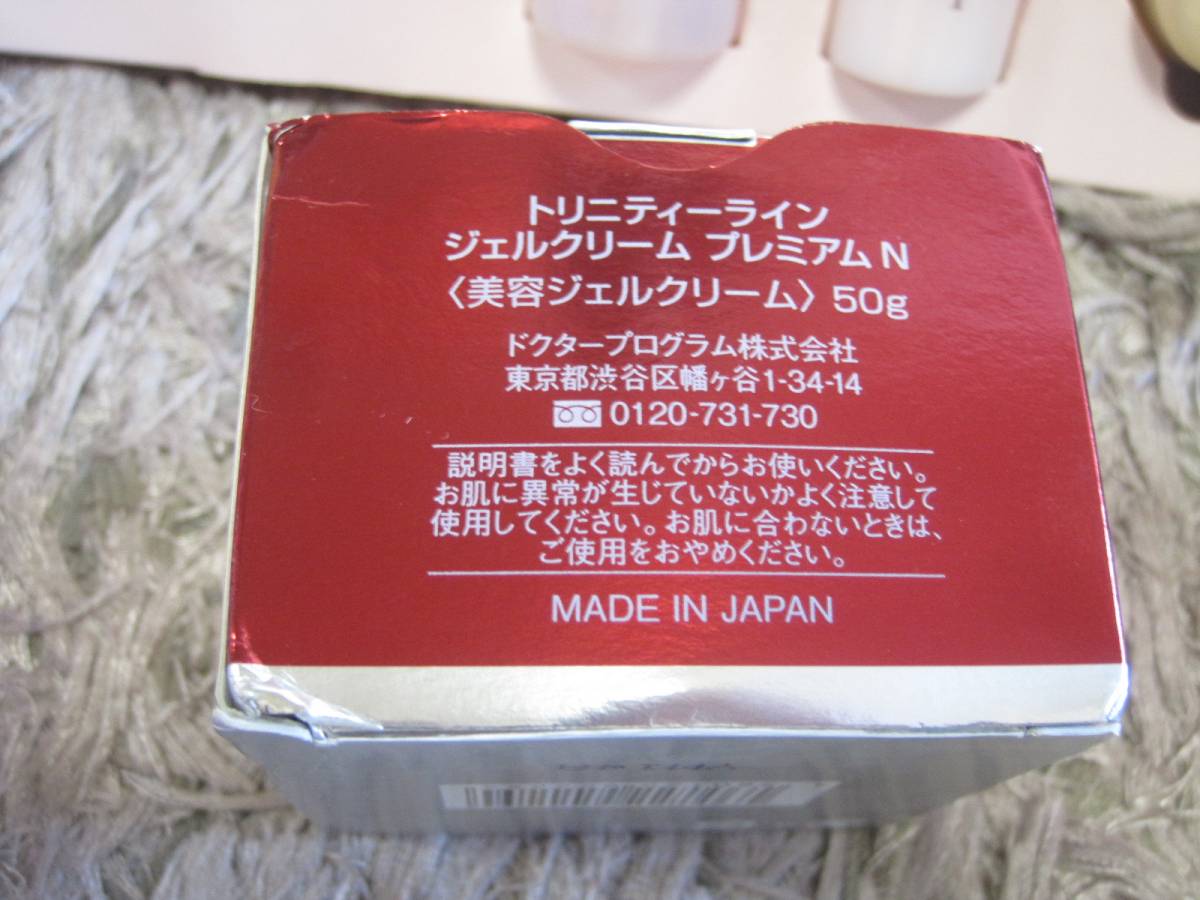 トリニティーライン
ジェルクリーム プレミアム N
〈美容ジェルクリーム〉 50g
ドクタープログラム株式会社
東京都渋谷区幡ヶ谷1-34-14
0120-731-730
説明書をよく読んでからお使いください。
お肌に異常が生じていないかよく注意して
使用してください。お肌に合わないときは、
ご使用をおやめください。
MADE IN JAPAN